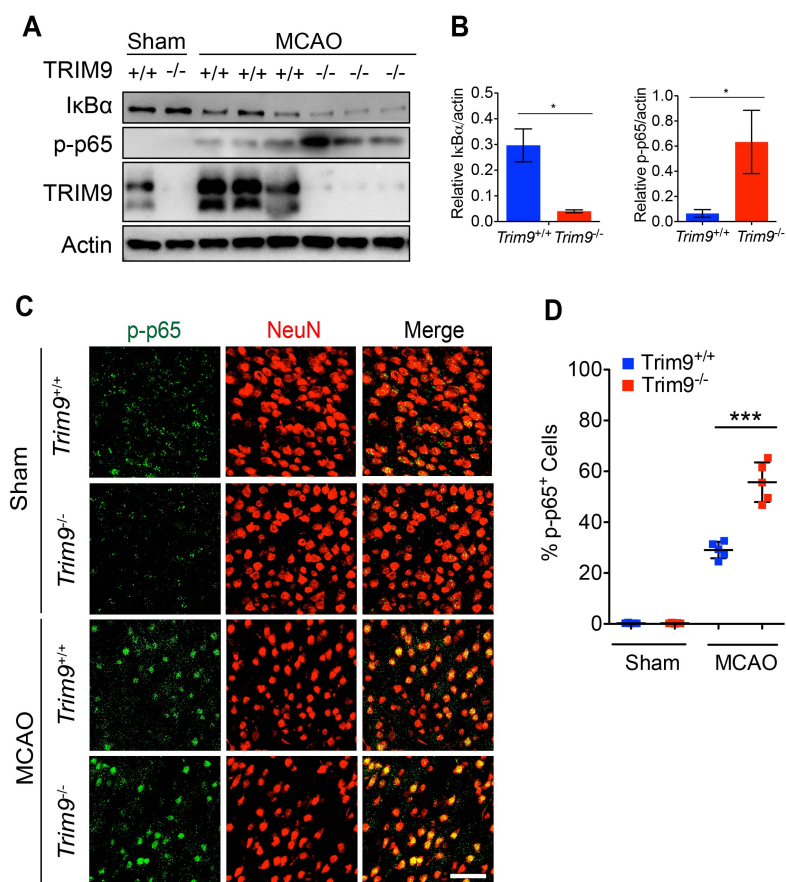 A
Sham MCAO
TRIM9 +/+ -/- +/+ +/+ +/+ -/- -/- -/-
IκBα
p-p65
TRIM9
Actin
B
Relative IκBα/actin
0.5
0.4
0.3
0.2
0.1
0.0
*
Trim9+/+ Trim9-/-
Relative p-p65/actin
1.0
0.8
0.6
0.4
0.2
0.0
*
Trim9+/+ Trim9-/-
C
p-p65 NeuN Merge
Sham
Trim9+/+
Trim9-/-
MCAO
Trim9+/+
Trim9-/-
D
% p-p65+ Cells
100
80
60
40
20
0
Trim9+/+
Trim9-/-
***
Sham MCAO